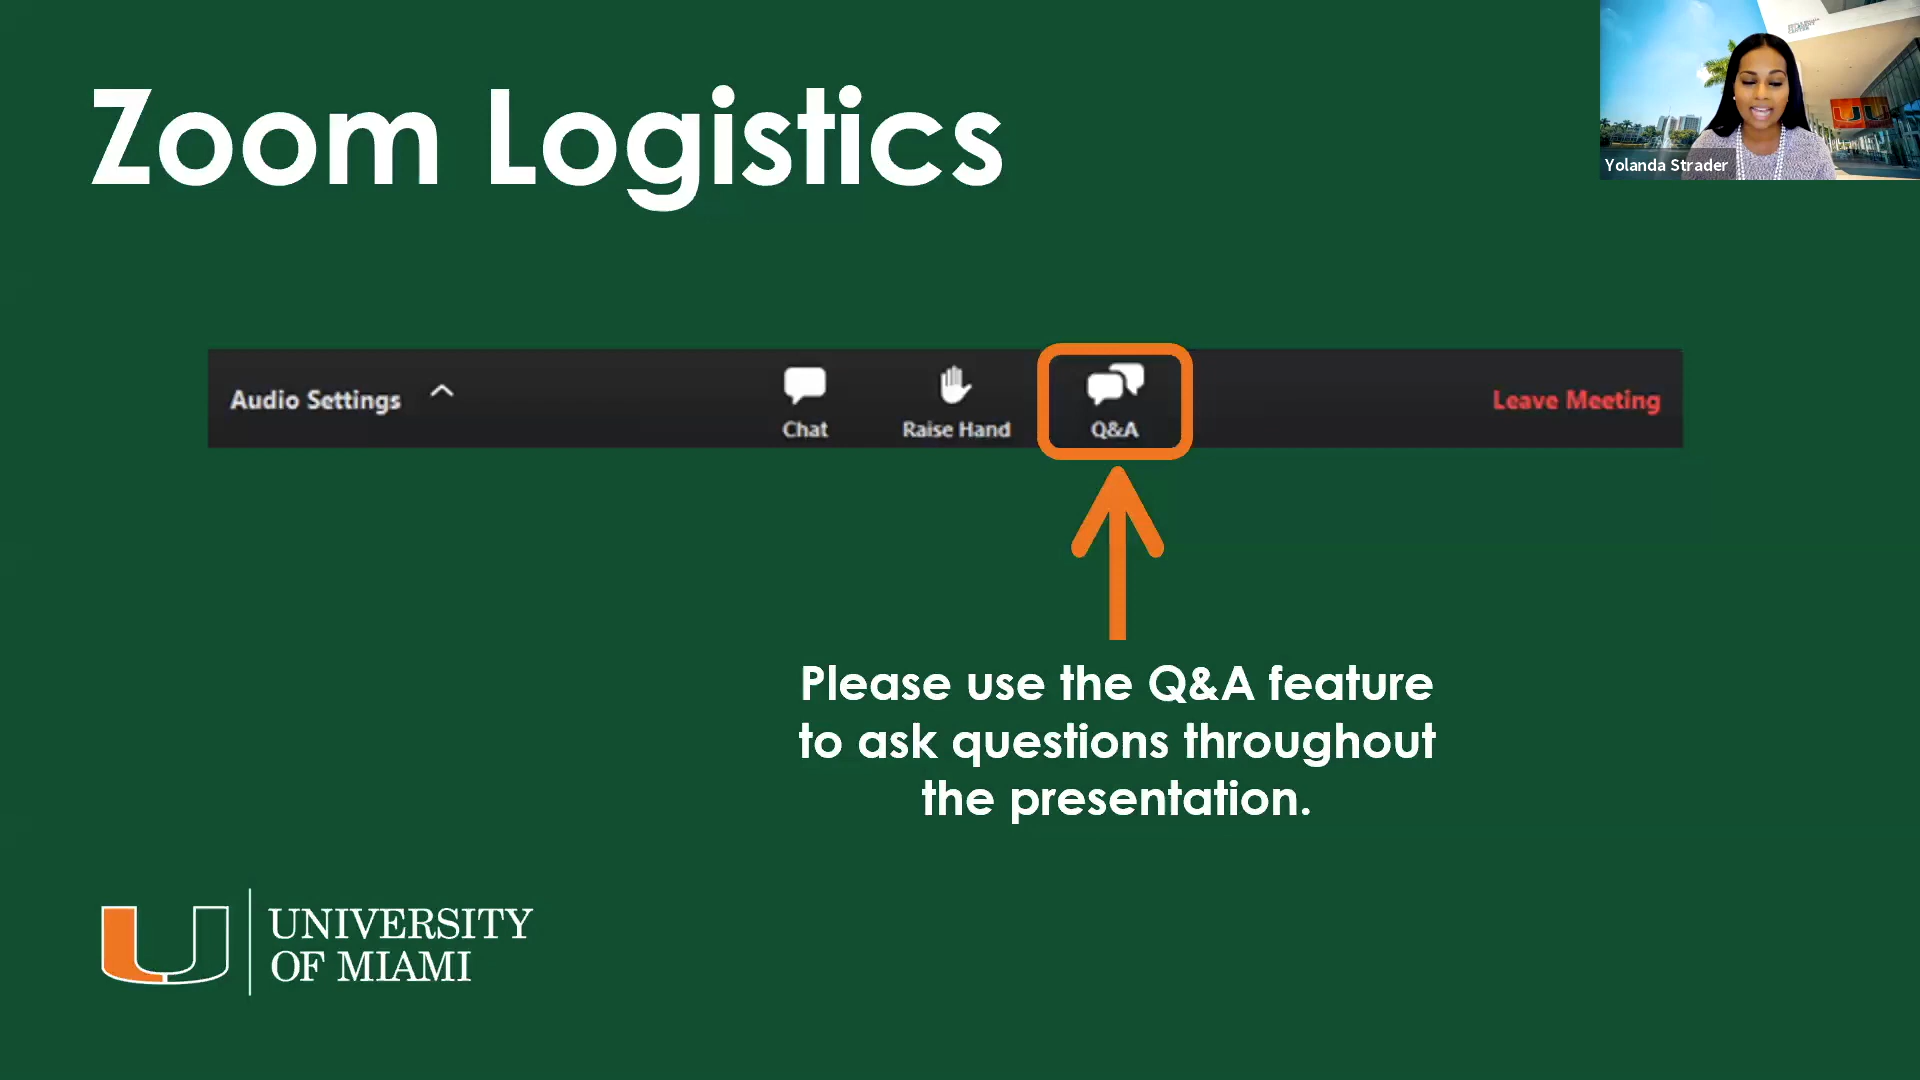 Zoom Logistics
Yolanda Strader
Audio Settings
Chat
Raise Hand
Q&A
Leave Meeting
Please use the Q&A feature
to ask questions throughout
the presentation.
UNIVERSITY
OF MIAMI